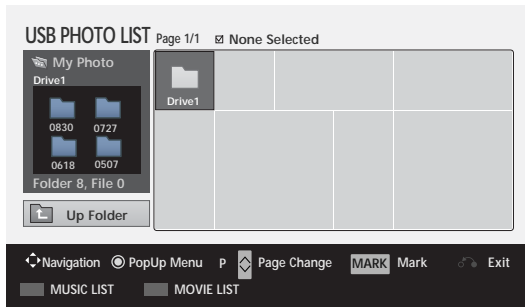 USB PHOTO LIST Page 1/1 None Selected
My Photo
Drive1
0830 0727
0618 0507
Folder 8, File 0
Drive1
Up Folder
Navigation PopUp Menu P Page Change MARK Mark Exit
MUSIC LIST MOVIE LIST